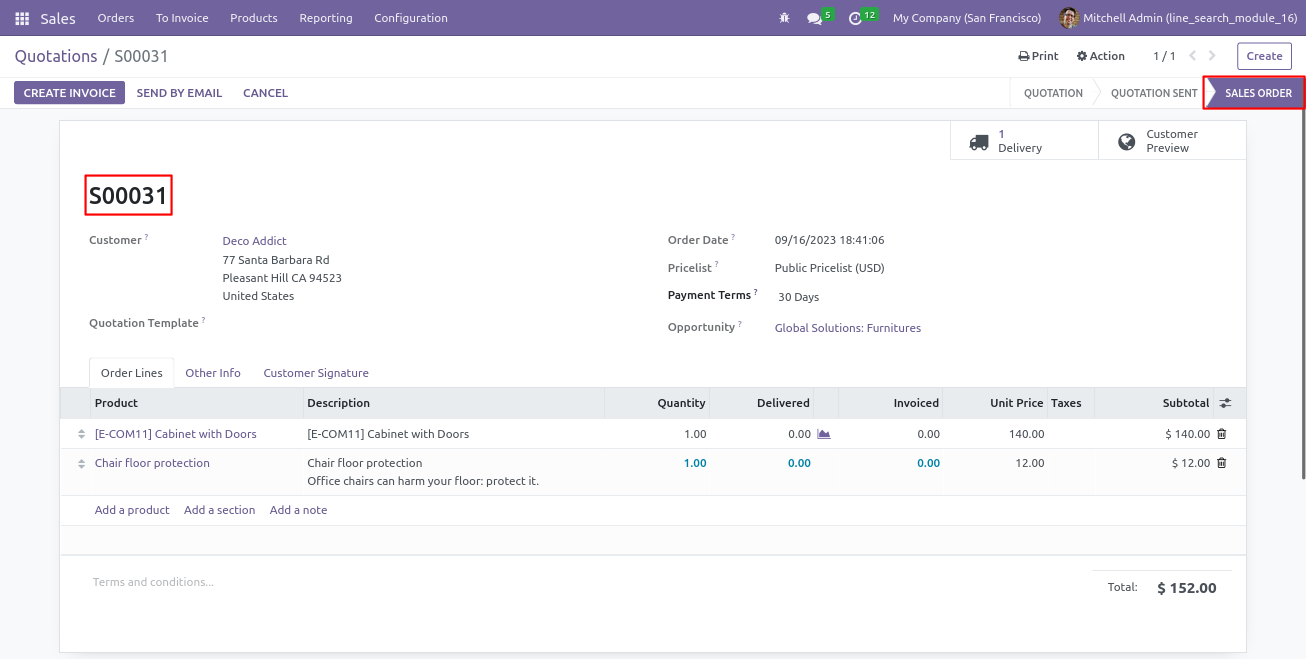 Sales Orders To Invoice Products Reporting Configuration 5 12 My Company (San Francisco) Mitchell Admin (line_search_module_16)
Quotations / S00031 Print Action 1 / 1 Create
CREATE INVOICE SEND BY EMAIL CANCEL QUOTATION QUOTATION SENT SALES ORDER
1
Delivery
Customer
Preview
S00031
Customer ? Deco Addict
77 Santa Barbara Rd
Pleasant Hill CA 94523
United States
Quotation Template ?
Order Date ? 09/16/2023 18:41:06
Pricelist ? Public Pricelist (USD)
Payment Terms ? 30 Days
Opportunity ? Global Solutions: Furnitures
Order Lines Other Info Customer Signature
Product Description Quantity Delivered Invoiced Unit Price Taxes Subtotal
[E-COM11] Cabinet with Doors [E-COM11] Cabinet with Doors 1.00 0.00 0.00 140.00 $ 140.00
Chair floor protection Chair floor protection 1.00 0.00 0.00 12.00 $ 12.00
Office chairs can harm your floor: protect it.
Add a product Add a section Add a note
Terms and conditions...
Total: $ 152.00